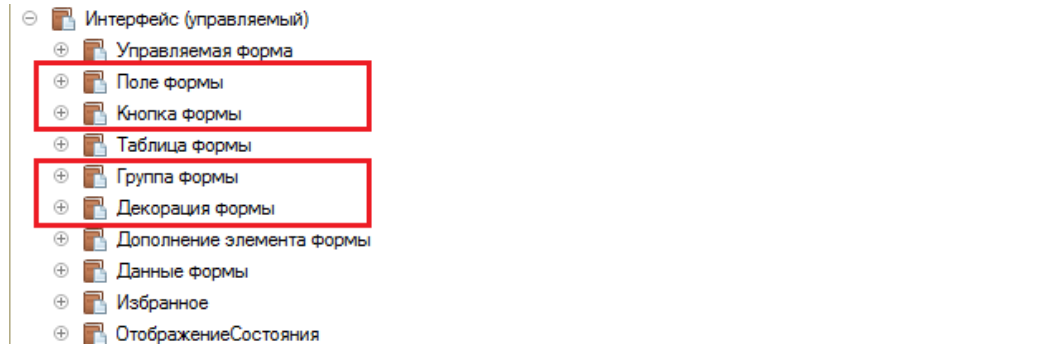 Интерфейс (управляемый)
Управляемая форма
Поле формы
Кнопка формы
Таблица формы
Группа формы
Декорация формы
Дополнение элемента формы
Данные формы
Избранное
ОтображениеСостояния